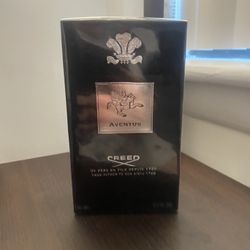 AVENTUS
CREED
DE PÈRE EN FILS DEPUIS 1760
FROM FATHER TO SON SINCE 1760